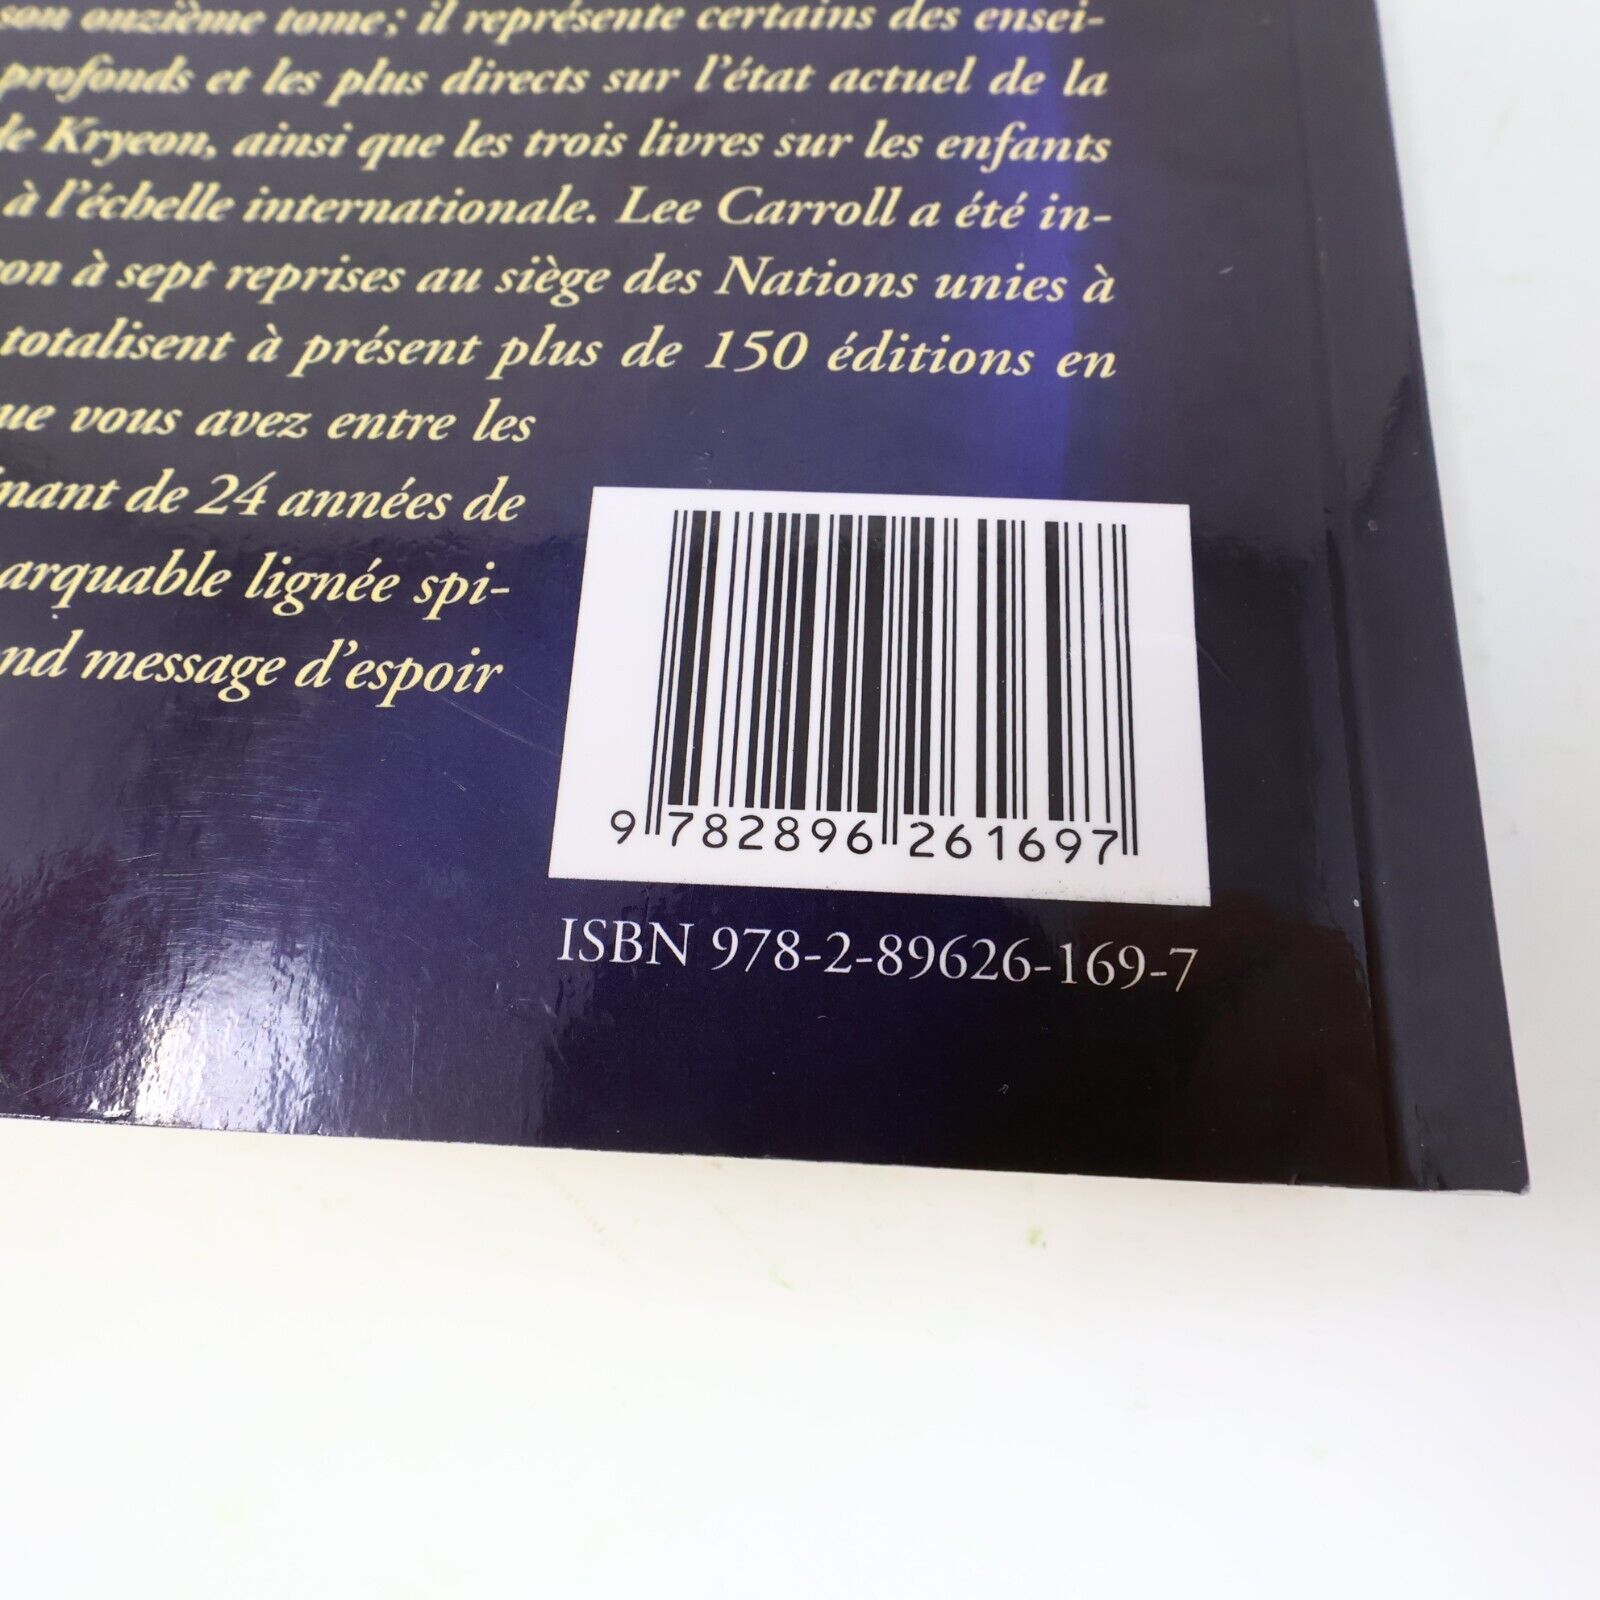 son onzième tome; il représente certains des ensei-
profonds et les plus directs sur l'état actuel de la
de Kryeon, ainsi que les trois livres sur les enfants
à l'échelle internationale. Lee Carroll a été in-
on à sept reprises au siège des Nations unies à
totalisent à présent plus de 150 éditions en
ue vous avez entre les
nant de 24 années de
arquable lignée spi-
nd message d'espoir
9 782896 261697
ISBN 978-2-89626-169-7